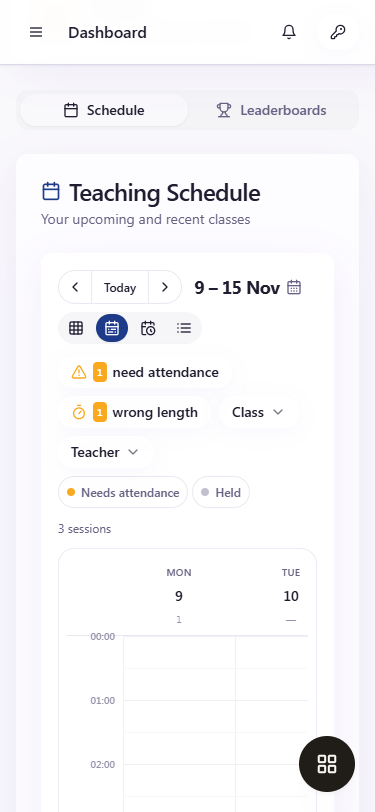 Dashboard
Schedule
Leaderboards
Teaching Schedule
Your upcoming and recent classes
Today
9 – 15 Nov
1 need attendance
1 wrong length
Class
Teacher
Needs attendance
Held
3 sessions
MON
TUE
9
10
1
—
00:00
01:00
02:00